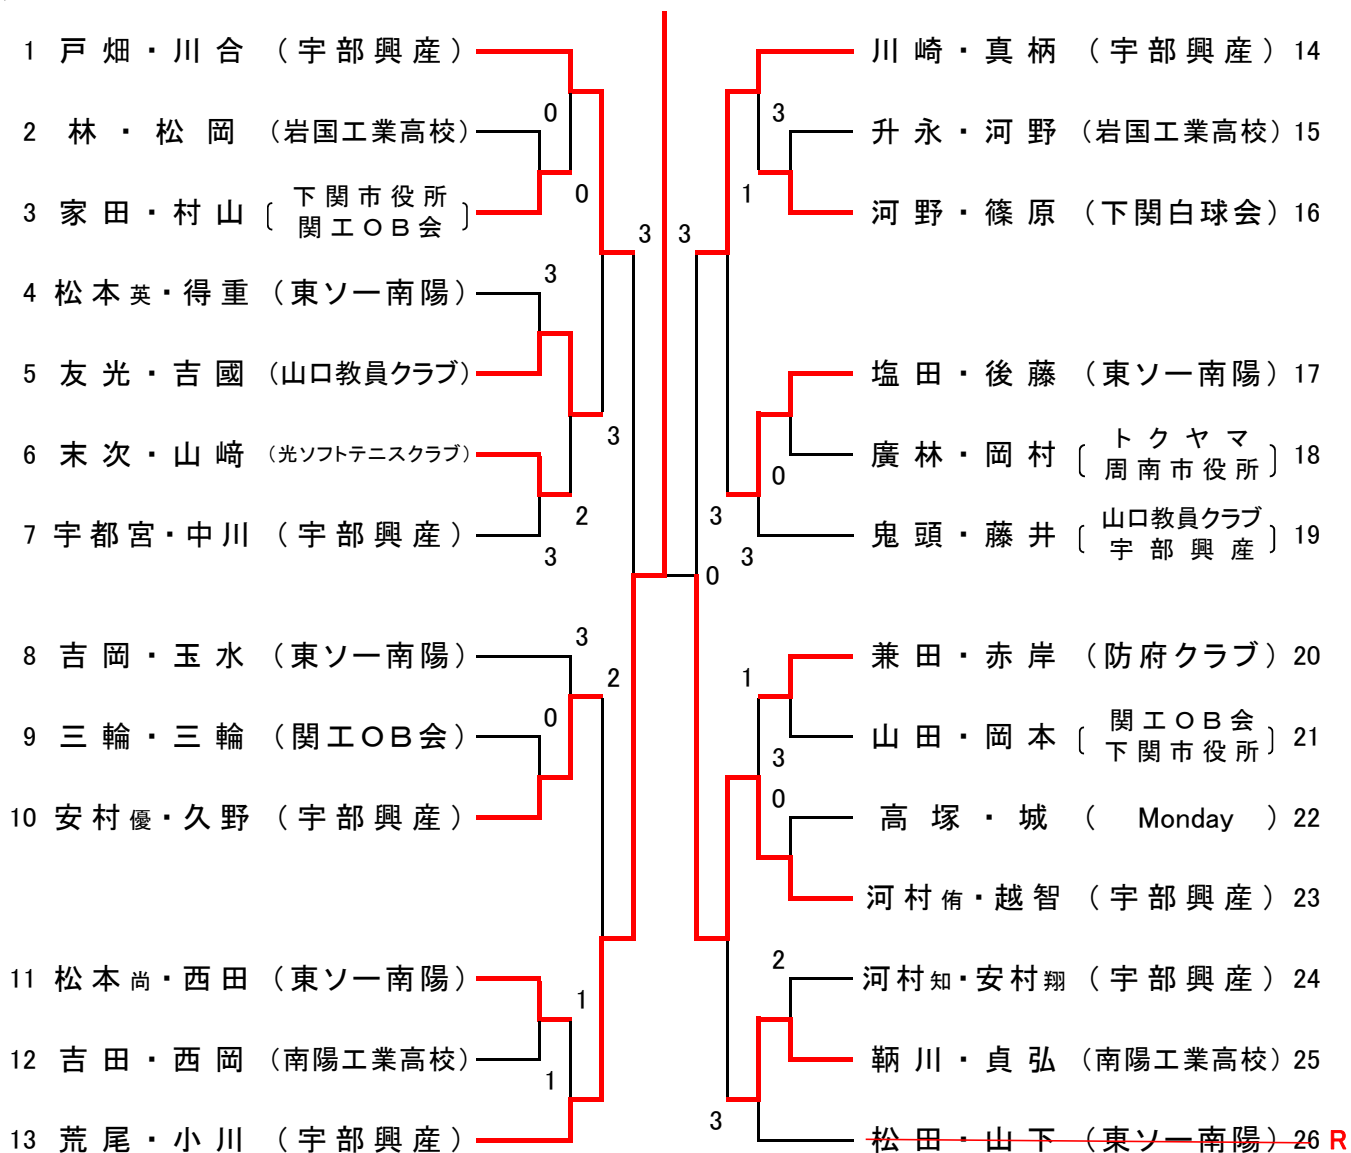 1 戸畑・川合 (宇部興産)
0
2 林・松岡 (岩国工業高校)
0
3 家田・村山 〔下関市役所
関工OB会〕
3
4 松本英・得重 (東ソー南陽)
3
5 友光・吉國 (山口教員クラブ)
3
6 末次・山﨑 (光ソフトテニスクラブ)
2
7 宇都宮・中川 (宇部興産)
3
8 吉岡・玉水 (東ソー南陽)
3
2
9 三輪・三輪 (関工OB会)
0
10 安村優・久野 (宇部興産)
11 松本尚・西田 (東ソー南陽)
1
12 吉田・西岡 (南陽工業高校)
1
13 荒尾・小川 (宇部興産)
川崎・真柄 (宇部興産) 14
3
升永・河野 (岩国工業高校) 15
1
河野・篠原 (下関白球会) 16
3
塩田・後藤 (東ソー南陽) 17
廣林・岡村 〔トクヤマ
周南市役所〕 18
0
3
鬼頭・藤井 〔山口教員クラブ
宇部興産〕 19
3
0
兼田・赤岸 (防府クラブ) 20
1
山田・岡本 〔関工OB会
下関市役所〕 21
3
0
高塚・城 (Monday) 22
河村侑・越智 (宇部興産) 23
2
河村知・安村翔 (宇部興産) 24
鞆川・貞弘 (南陽工業高校) 25
3
松田・山下 (東ソー南陽) 26 R